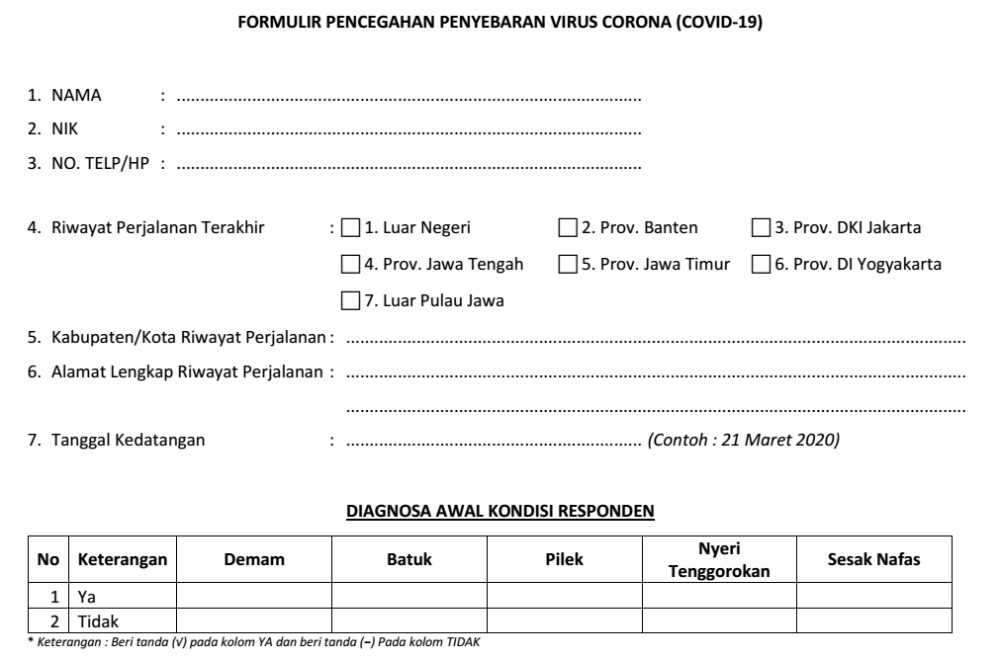 FORMULIR PENCEGAHAN PENYEBARAN VIRUS CORONA (COVID-19)
1. NAMA : ....................................................................................................
2. NIK : ....................................................................................................
3. NO. TELP/HP : ....................................................................................................
4. Riwayat Perjalanan Terakhir : ☐ 1. Luar Negeri ☐ 2. Prov. Banten ☐ 3. Prov. DKI Jakarta
☐ 4. Prov. Jawa Tengah ☐ 5. Prov. Jawa Timur ☐ 6. Prov. DI Yogyakarta
☐ 7. Luar Pulau Jawa
5. Kabupaten/Kota Riwayat Perjalanan : ....................................................................................................
6. Alamat Lengkap Riwayat Perjalanan : ....................................................................................................
....................................................................................................
7. Tanggal Kedatangan : ............................................................... (Contoh : 21 Maret 2020)
DIAGNOSA AWAL KONDISI RESPONDEN
No Keterangan Demam Batuk Pilek Nyeri Tenggorokan Sesak Nafas
1 Ya
2 Tidak
* Keterangan : Beri tanda (√) pada kolom YA dan beri tanda (−) Pada kolom TIDAK